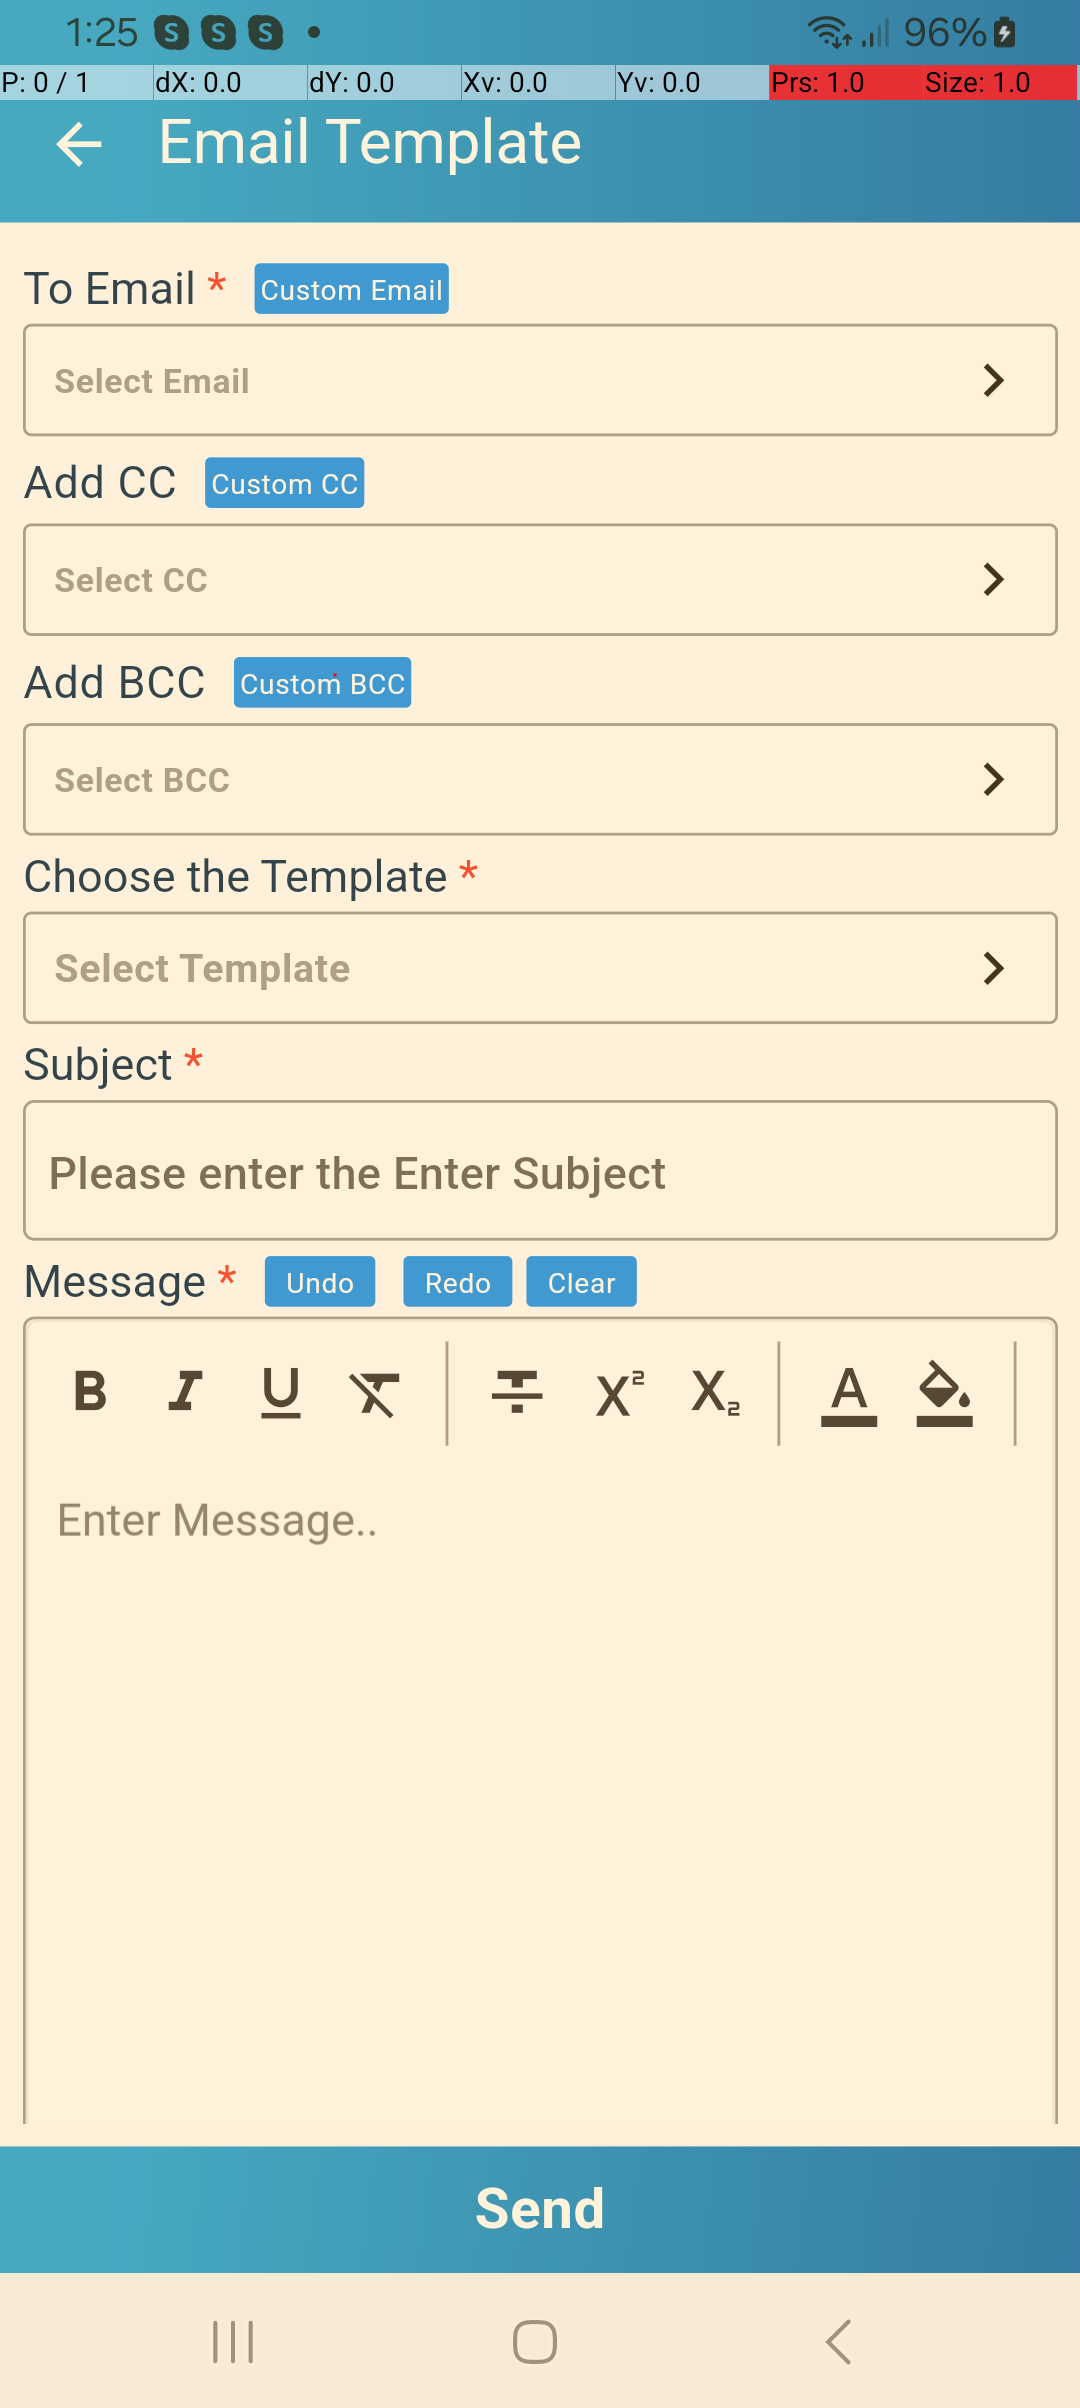 1:25 S S S 96%
P: 0 / 1 dX: 0.0 dY: 0.0 Xv: 0.0 Yv: 0.0 Prs: 1.0 Size: 1.0
Email Template
To Email * Custom Email
Select Email
Add CC Custom CC
Select CC
Add BCC Custom BCC
Select BCC
Choose the Template *
Select Template
Subject *
Please enter the Enter Subject
Message * Undo Redo Clear
B I U T T X² X₂ A
Enter Message..
Send